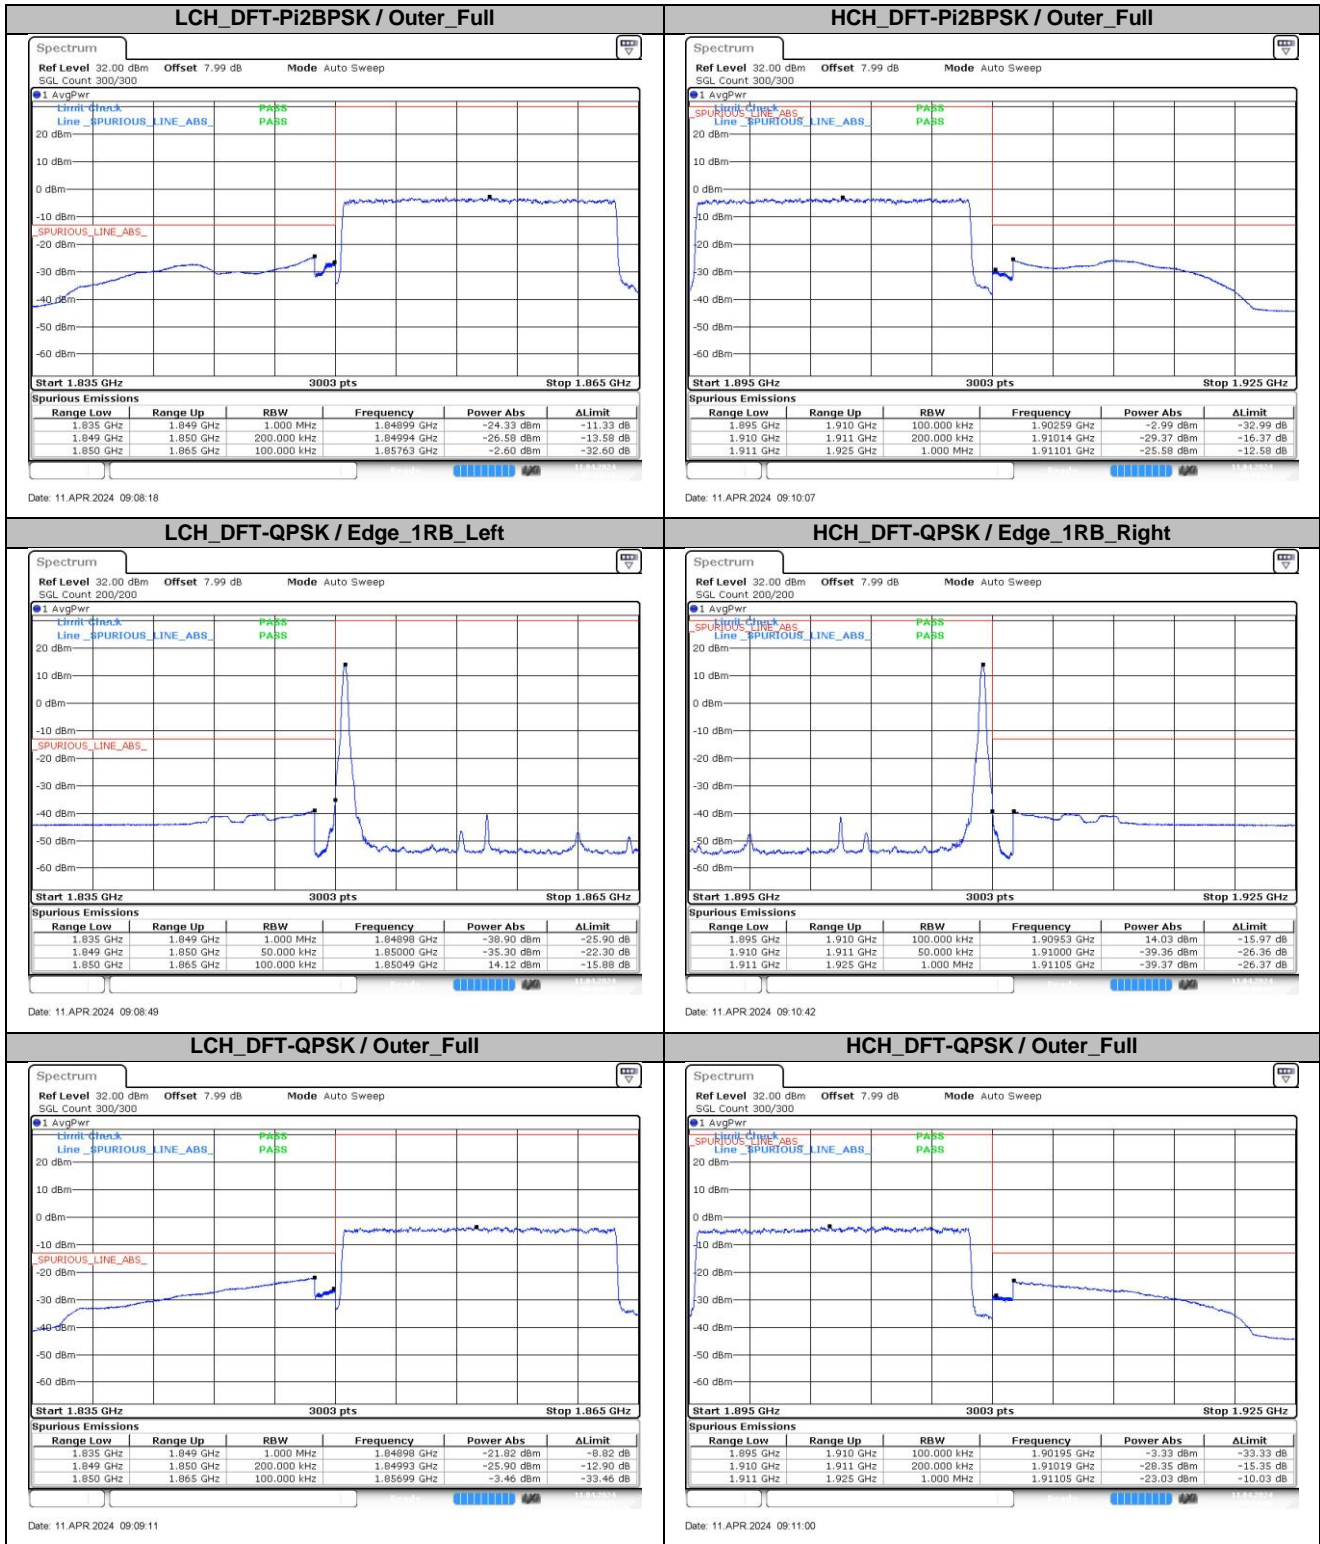 LCH_DFT-Pi2BPSK / Outer_Full
Spectrum
Ref Level 32.00 dBm Offset 7.99 dB Mode Auto Sweep
SGL Count 300/300
1 AvgPwr
Limit Check PASS
Line _SPURIOUS_LINE_ABS_ PASS
20 dBm
10 dBm
0 dBm
-10 dBm
_SPURIOUS_LINE_ABS_
-20 dBm
-30 dBm
-40 dBm
-50 dBm
-60 dBm
Start 1.835 GHz 3003 pts Stop 1.865 GHz
Spurious Emissions
Range Low Range Up RBW Frequency Power Abs ΔLimit
1.835 GHz 1.849 GHz 1.000 MHz 1.84899 GHz -24.33 dBm -11.33 dB
1.849 GHz 1.850 GHz 200.000 kHz 1.84994 GHz -26.58 dBm -13.58 dB
1.850 GHz 1.865 GHz 100.000 kHz 1.85763 GHz -2.60 dBm -32.60 dB
Date: 11.APR.2024 09:08:18
HCH_DFT-Pi2BPSK / Outer_Full
Spectrum
Ref Level 32.00 dBm Offset 7.99 dB Mode Auto Sweep
SGL Count 300/300
1 AvgPwr
Limit Check PASS
_SPURIOUS_LINE_ABS_
Line _SPURIOUS_LINE_ABS_ PASS
20 dBm
10 dBm
0 dBm
-10 dBm
-20 dBm
-30 dBm
-40 dBm
-50 dBm
-60 dBm
Start 1.895 GHz 3003 pts Stop 1.925 GHz
Spurious Emissions
Range Low Range Up RBW Frequency Power Abs ΔLimit
1.895 GHz 1.910 GHz 100.000 kHz 1.90259 GHz -2.99 dBm -32.99 dB
1.910 GHz 1.911 GHz 200.000 kHz 1.91014 GHz -29.37 dBm -16.37 dB
1.911 GHz 1.925 GHz 1.000 MHz 1.91101 GHz -25.58 dBm -12.58 dB
Date: 11.APR.2024 09:10:07
LCH_DFT-QPSK / Edge_1RB_Left
Spectrum
Ref Level 32.00 dBm Offset 7.99 dB Mode Auto Sweep
SGL Count 200/200
1 AvgPwr
Limit Check PASS
Line _SPURIOUS_LINE_ABS_ PASS
20 dBm
10 dBm
0 dBm
-10 dBm
_SPURIOUS_LINE_ABS_
-20 dBm
-30 dBm
-40 dBm
-50 dBm
-60 dBm
Start 1.835 GHz 3003 pts Stop 1.865 GHz
Spurious Emissions
Range Low Range Up RBW Frequency Power Abs ΔLimit
1.835 GHz 1.849 GHz 1.000 MHz 1.84898 GHz -38.90 dBm -25.90 dB
1.849 GHz 1.850 GHz 50.000 kHz 1.85000 GHz -35.30 dBm -22.30 dB
1.850 GHz 1.865 GHz 100.000 kHz 1.85049 GHz 14.12 dBm -15.88 dB
Date: 11.APR.2024 09:08:49
HCH_DFT-QPSK / Edge_1RB_Right
Spectrum
Ref Level 32.00 dBm Offset 7.99 dB Mode Auto Sweep
SGL Count 200/200
1 AvgPwr
Limit Check PASS
_SPURIOUS_LINE_ABS_
Line _SPURIOUS_LINE_ABS_ PASS
20 dBm
10 dBm
0 dBm
-10 dBm
-20 dBm
-30 dBm
-40 dBm
-50 dBm
-60 dBm
Start 1.895 GHz 3003 pts Stop 1.925 GHz
Spurious Emissions
Range Low Range Up RBW Frequency Power Abs ΔLimit
1.895 GHz 1.910 GHz 100.000 kHz 1.90953 GHz 14.03 dBm -15.97 dB
1.910 GHz 1.911 GHz 50.000 kHz 1.91000 GHz -39.36 dBm -26.36 dB
1.911 GHz 1.925 GHz 1.000 MHz 1.91105 GHz -39.37 dBm -26.37 dB
Date: 11.APR.2024 09:10:42
LCH_DFT-QPSK / Outer_Full
Spectrum
Ref Level 32.00 dBm Offset 7.99 dB Mode Auto Sweep
SGL Count 300/300
1 AvgPwr
Limit Check PASS
Line _SPURIOUS_LINE_ABS_ PASS
20 dBm
10 dBm
0 dBm
-10 dBm
_SPURIOUS_LINE_ABS_
-20 dBm
-30 dBm
-40 dBm
-50 dBm
-60 dBm
Start 1.835 GHz 3003 pts Stop 1.865 GHz
Spurious Emissions
Range Low Range Up RBW Frequency Power Abs ΔLimit
1.835 GHz 1.849 GHz 1.000 MHz 1.84898 GHz -21.82 dBm -8.82 dB
1.849 GHz 1.850 GHz 200.000 kHz 1.84993 GHz -25.90 dBm -12.90 dB
1.850 GHz 1.865 GHz 100.000 kHz 1.85699 GHz -3.46 dBm -33.46 dB
Date: 11.APR.2024 09:09:11
HCH_DFT-QPSK / Outer_Full
Spectrum
Ref Level 32.00 dBm Offset 7.99 dB Mode Auto Sweep
SGL Count 300/300
1 AvgPwr
Limit Check PASS
_SPURIOUS_LINE_ABS_
Line _SPURIOUS_LINE_ABS_ PASS
20 dBm
10 dBm
0 dBm
-10 dBm
-20 dBm
-30 dBm
-40 dBm
-50 dBm
-60 dBm
Start 1.895 GHz 3003 pts Stop 1.925 GHz
Spurious Emissions
Range Low Range Up RBW Frequency Power Abs ΔLimit
1.895 GHz 1.910 GHz 100.000 kHz 1.90195 GHz -3.33 dBm -33.33 dB
1.910 GHz 1.911 GHz 200.000 kHz 1.91019 GHz -28.35 dBm -15.35 dB
1.911 GHz 1.925 GHz 1.000 MHz 1.91105 GHz -23.03 dBm -10.03 dB
Date: 11.APR.2024 09:11:00